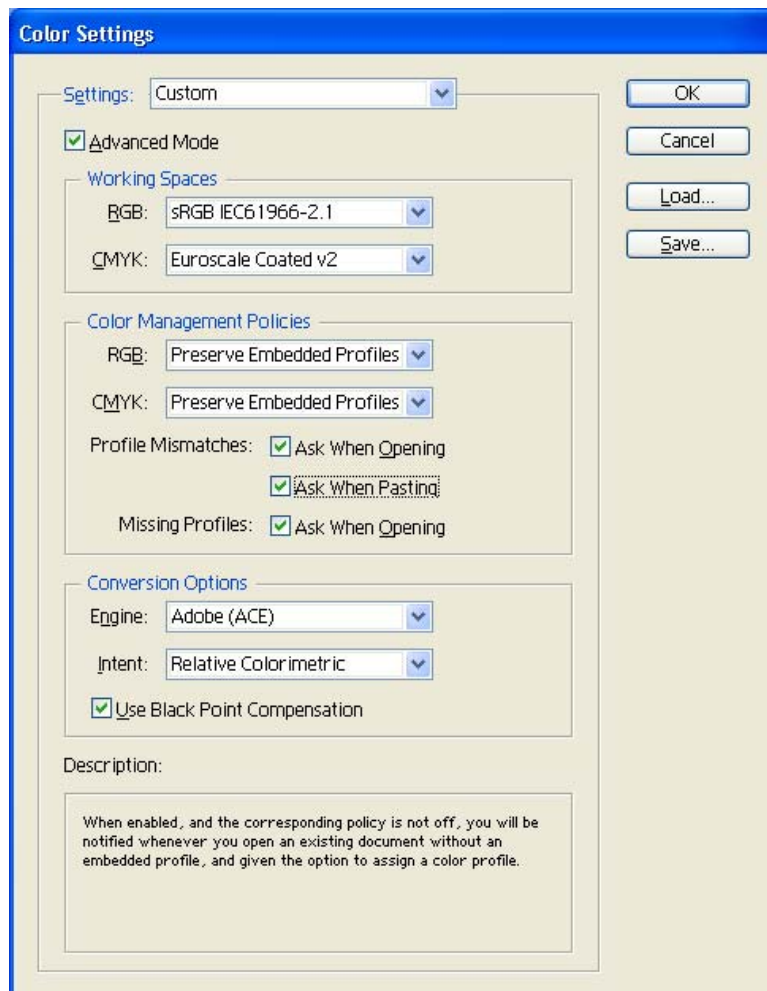 Color Settings
Settings: Custom
OK
Advanced Mode
Cancel
Working Spaces
Load...
RGB: sRGB IEC61966-2.1
Save...
CMYK: Euroscale Coated v2
Color Management Policies
RGB: Preserve Embedded Profiles
CMYK: Preserve Embedded Profiles
Profile Mismatches: Ask When Opening
Ask When Pasting
Missing Profiles: Ask When Opening
Conversion Options
Engine: Adobe (ACE)
Intent: Relative Colorimetric
Use Black Point Compensation
Description:
When enabled, and the corresponding policy is not off, you will be
notified whenever you open an existing document without an
embedded profile, and given the option to assign a color profile.